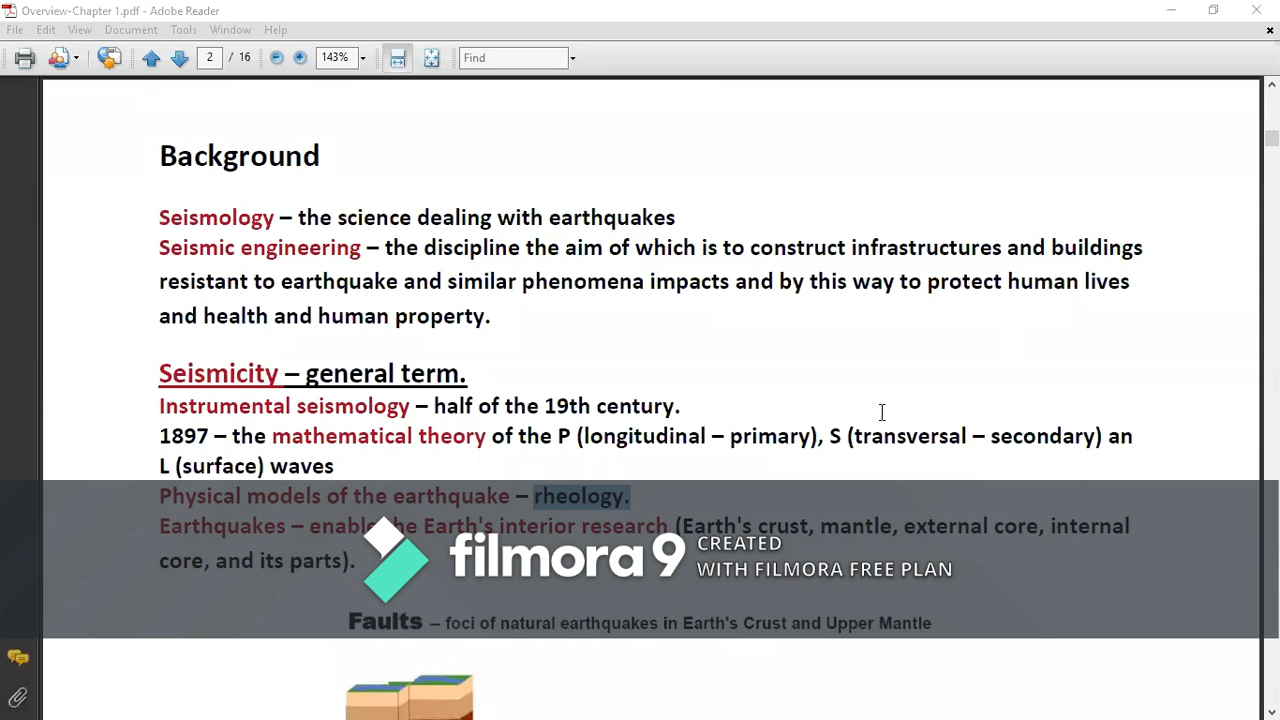 Overview-Chapter 1.pdf - Adobe Reader
File Edit View Document Tools Window Help
2 / 16 143% Find
Background
Seismology – the science dealing with earthquakes
Seismic engineering – the discipline the aim of which is to construct infrastructures and buildings
resistant to earthquake and similar phenomena impacts and by this way to protect human lives
and health and human property.
Seismicity – general term.
Instrumental seismology – half of the 19th century.
1897 – the mathematical theory of the P (longitudinal – primary), S (transversal – secondary) an
L (surface) waves
Physical models of the earthquake – rheology.
Earthquakes – enable the Earth's interior research (Earth's crust, mantle, external core, internal
core, and its parts).
filmora 9 CREATED
WITH FILMORA FREE PLAN
Faults – foci of natural earthquakes in Earth's Crust and Upper Mantle